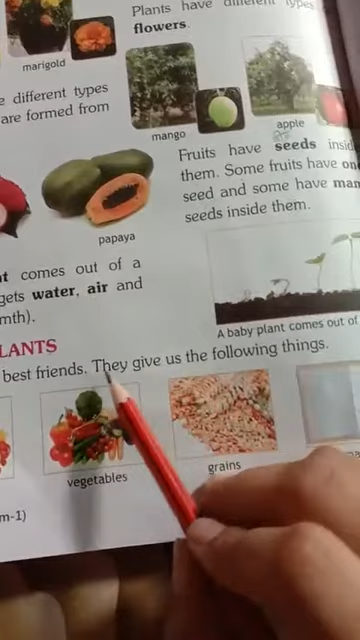 Plants have different types
flowers.
marigold
e different types
are formed from
mango
apple
Fruits have seeds insid
them. Some fruits have on
seed and some have man
seeds inside them.
papaya
nt comes out of a
gets water, air and
mth).
A baby plant comes out of
LANTS
best friends. They give us the following things.
vegetables
grains
m-1)